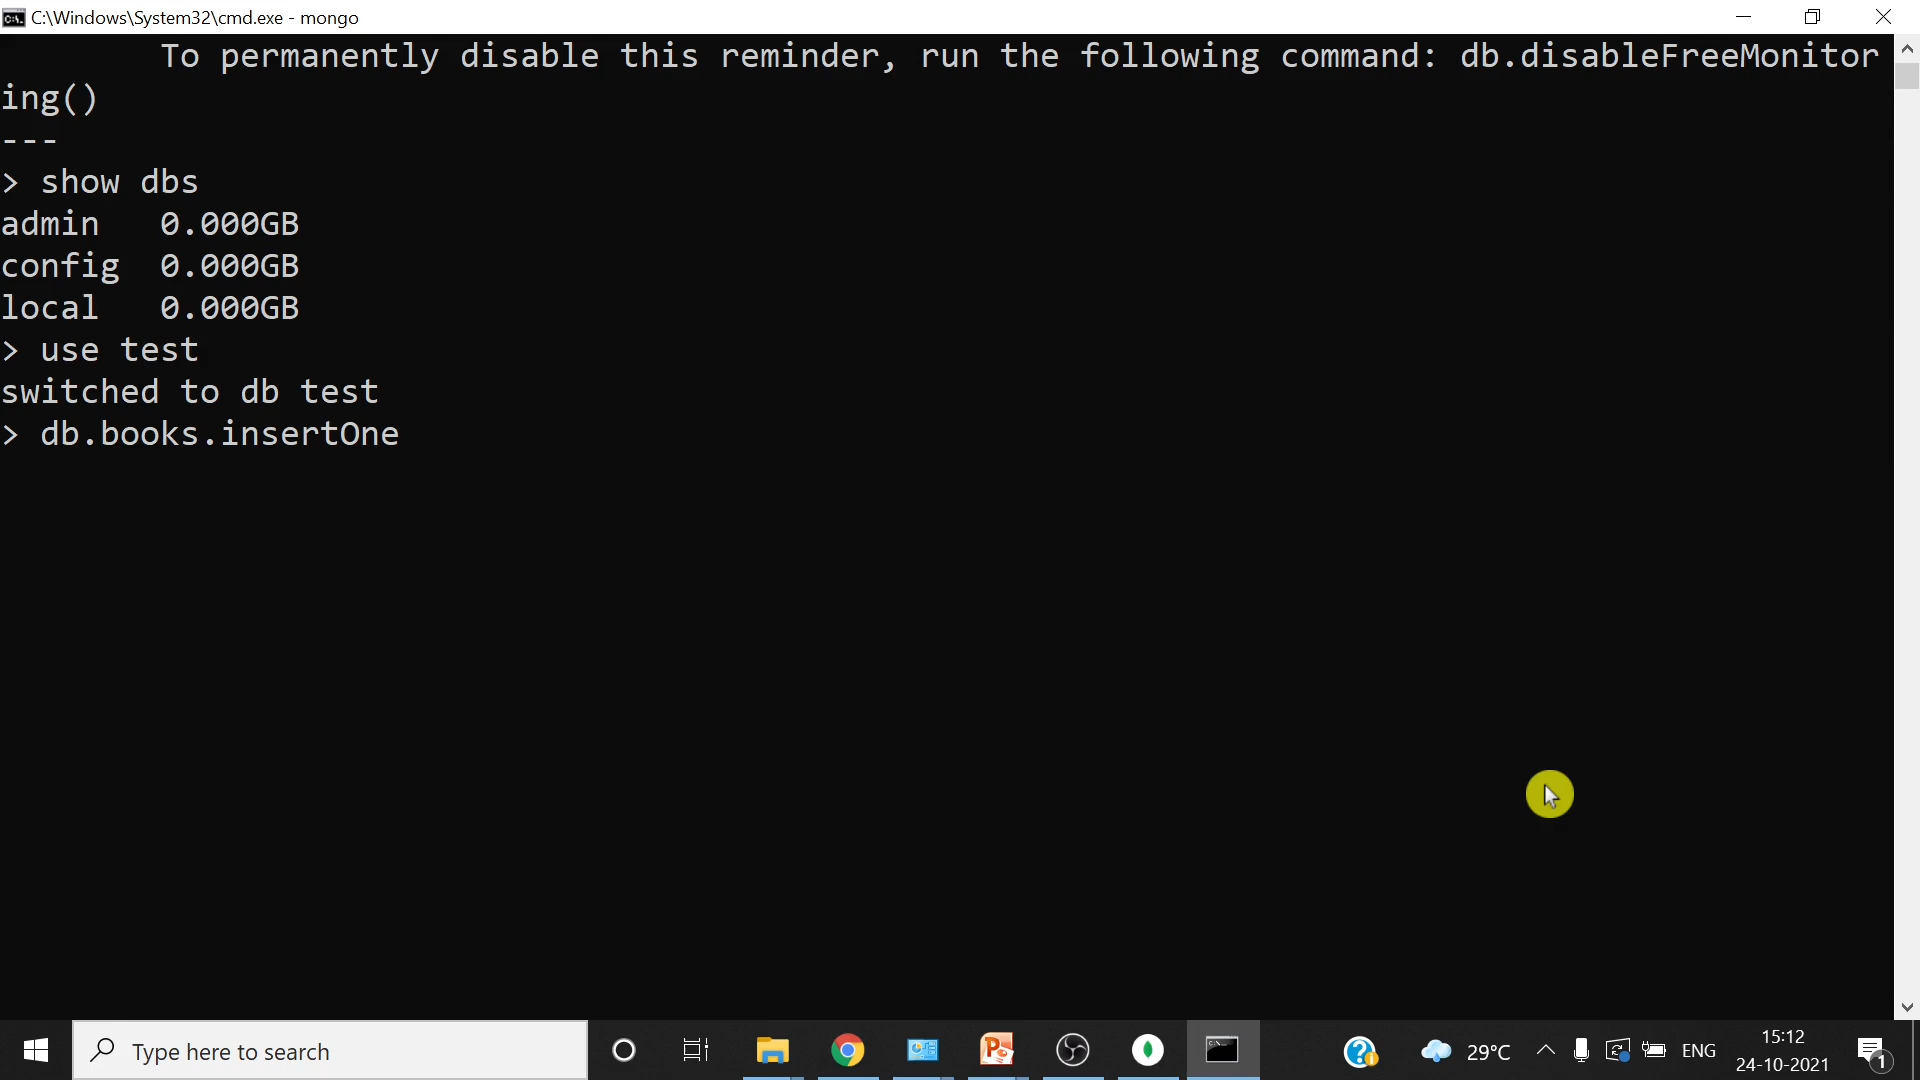 C:\Windows\System32\cmd.exe - mongo
To permanently disable this reminder, run the following command: db.disableFreeMonitor
ing()
---
> show dbs
admin   0.000GB
config  0.000GB
local   0.000GB
> use test
switched to db test
> db.books.insertOne
Type here to search
29°C
ENG
15:12
24-10-2021
1